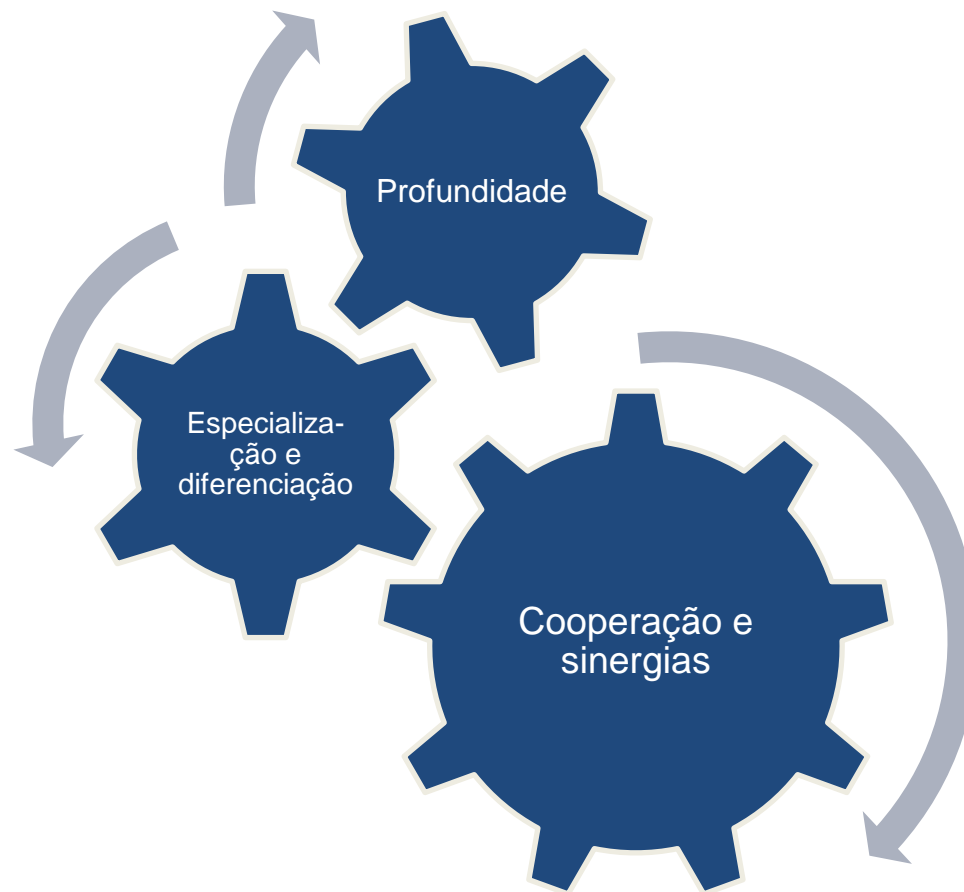 Profundidade
Especializa-
ção e
diferenciação
Cooperação e
sinergias